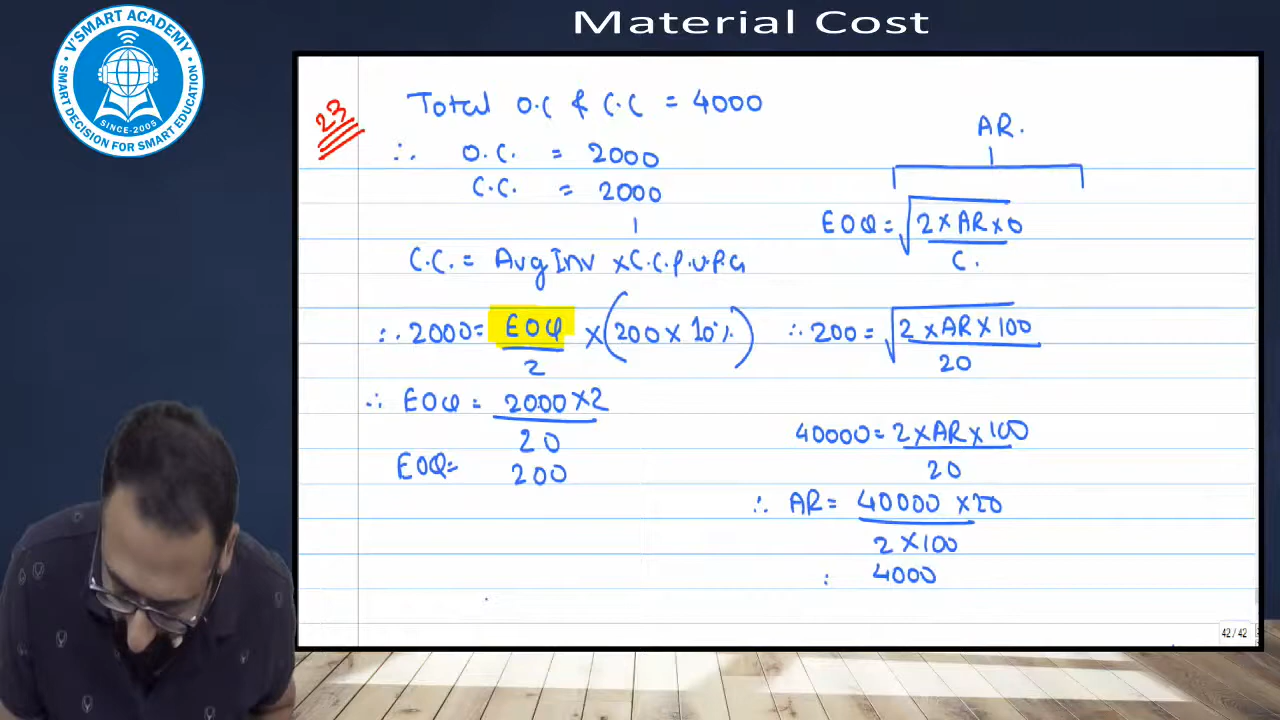 Material Cost
V'SMART ACADEMY
SINCE-2005
SMART DECISION FOR SMART EDUCATION
23
Total O.C & C.C = 4000
∴ O.C. = 2000
C.C. = 2000
C.C. = Avg Inv × C.C.P.U.P.A
∴ 2000 = EOQ / 2 × (200 × 10%)
∴ EOQ = 2000 × 2 / 20
EOQ = 200
AR.
EOQ = √ 2 × AR × O / C.
∴ 200 = √ 2 × AR × 100 / 20
40000 = 2 × AR × 100 / 20
∴ AR = 40000 × 20 / 2 × 100
: 4000
42 / 42